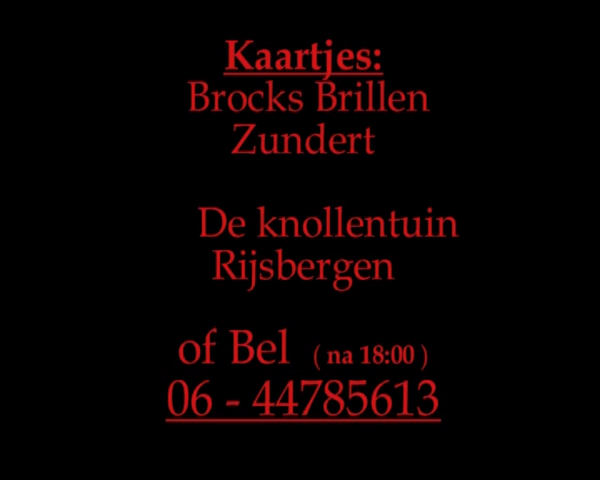 Kaartjes:
Brocks Brillen
Zundert
De knollentuin
Rijsbergen
of Bel ( na 18:00 )
06 - 44785613